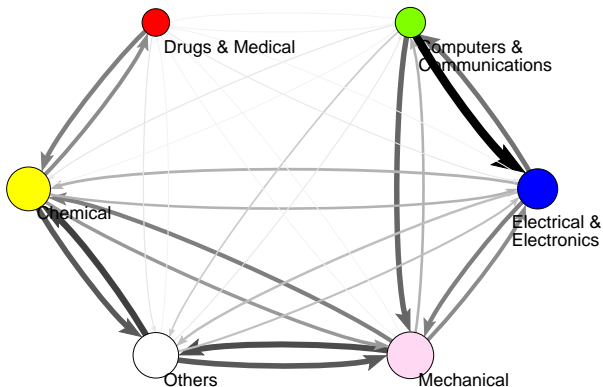 Drugs & Medical
Computers &
Communications
Chemical
Electrical &
Electronics
Others
Mechanical